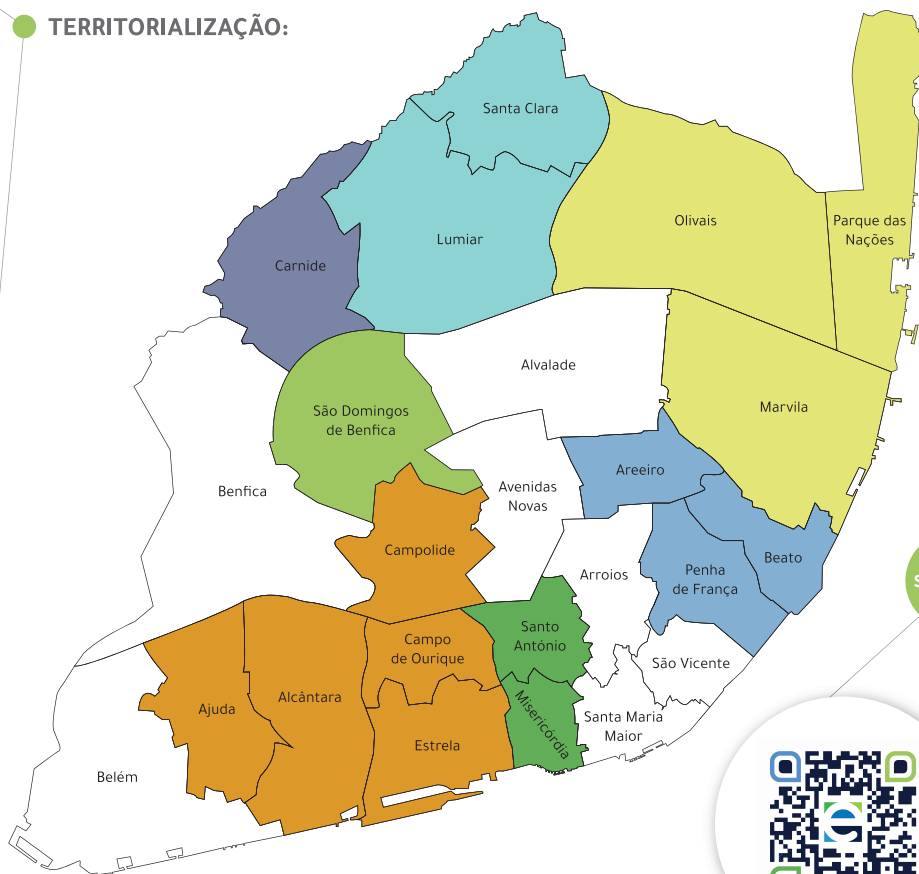 TERRITORIALIZAÇÃO:
Santa Clara
Olivais
Parque das
Nações
Lumiar
Carnide
Alvalade
Marvila
São Domingos
de Benfica
Areeiro
Benfica
Avenidas
Novas
Campolide
Beato
Arroios
Penha
de França
Santo
António
Campo
de Ourique
São Vicente
Alcântara
Ajuda
Misericórdia
Santa Maria
Maior
Estrela
Belém